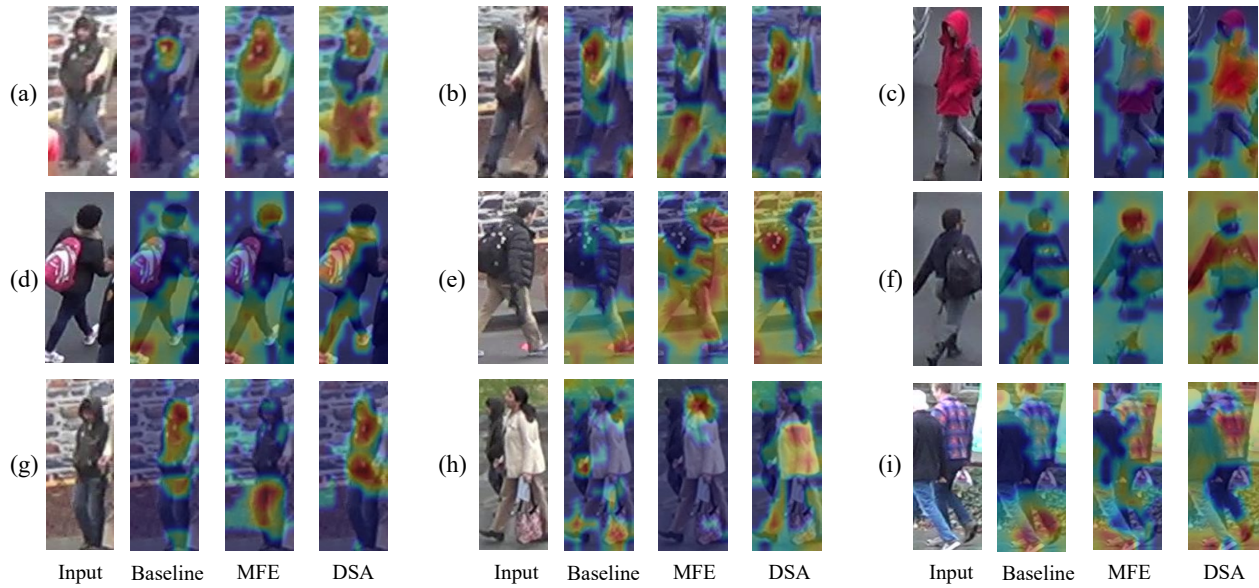 (a) (b) (c)
(d) (e) (f)
(g) (h) (i)
Input Baseline MFE DSA Input Baseline MFE DSA Input Baseline MFE DSA